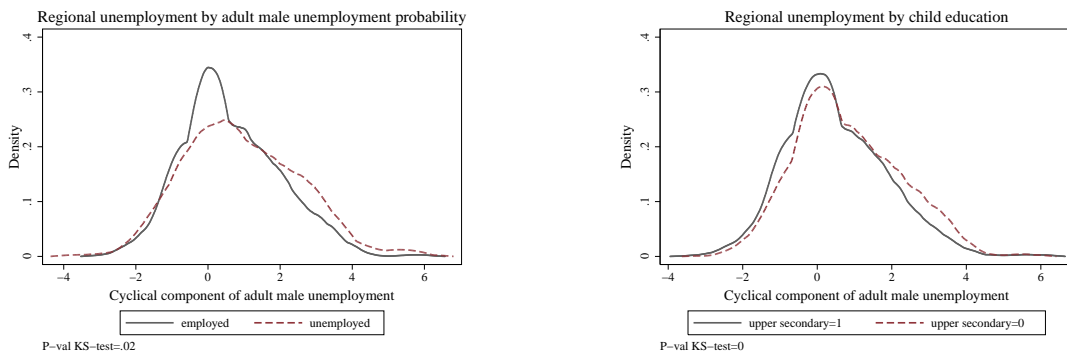 Regional unemployment by adult male unemployment probability
.4
.3
.2
.1
0
Density
−4 −2 0 2 4 6
Cyclical component of adult male unemployment
employed unemployed
P−val KS−test=.02
Regional unemployment by child education
.4
.3
.2
.1
0
Density
−4 −2 0 2 4 6
Cyclical component of adult male unemployment
upper secondary=1 upper secondary=0
P−val KS−test=0